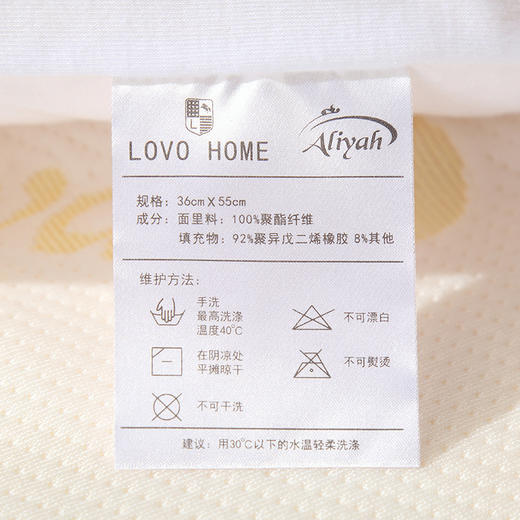 L
LOVO HOME
Aliyah
规格：36cm X 55cm
成分：面里料：100%聚酯纤维
填充物：92%聚异戊二烯橡胶 8%其他
维护方法：
手洗
最高洗涤
温度40℃
不可漂白
在阴凉处
平摊晾干
不可熨烫
不可干洗
建议：用30℃以下的水温轻柔洗涤